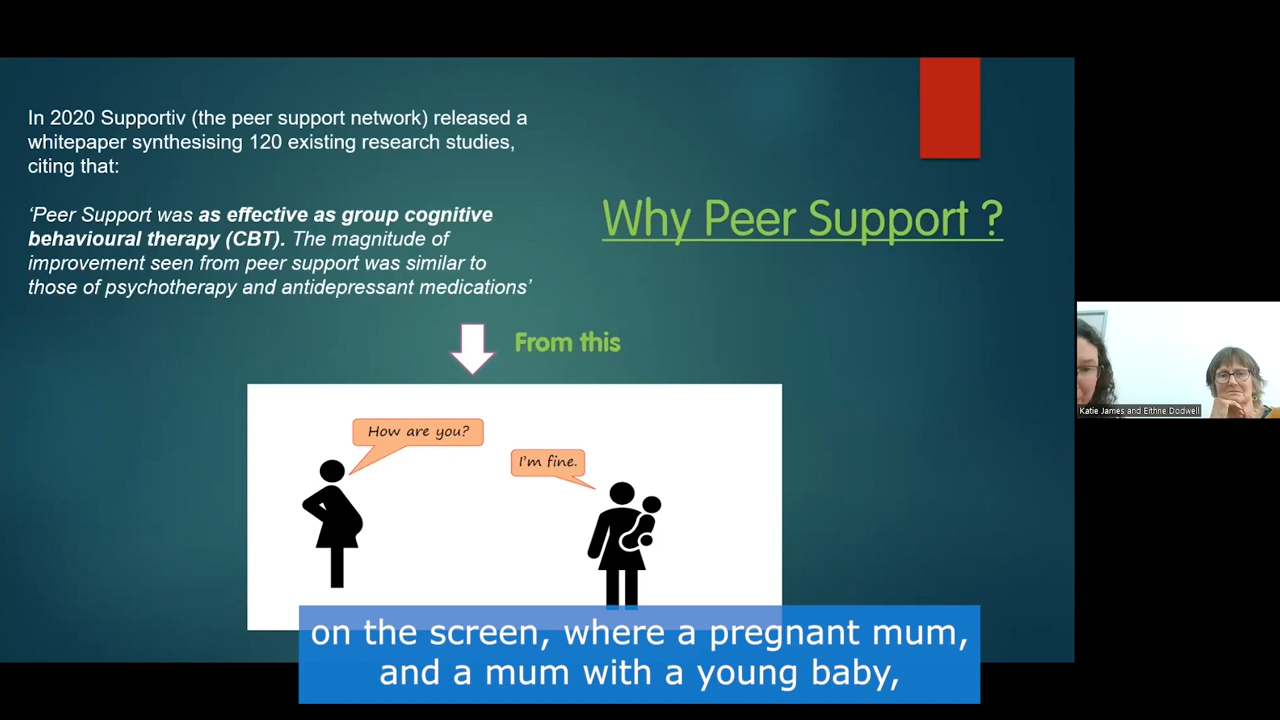 In 2020 Supportiv (the peer support network) released a
whitepaper synthesising 120 existing research studies,
citing that:
‘Peer Support was as effective as group cognitive
behavioural therapy (CBT). The magnitude of
improvement seen from peer support was similar to
those of psychotherapy and antidepressant medications’
Why Peer Support ?
From this
How are you?
I'm fine.
Katie James and Eithne Dodwell
on the screen, where a pregnant mum,
and a mum with a young baby,